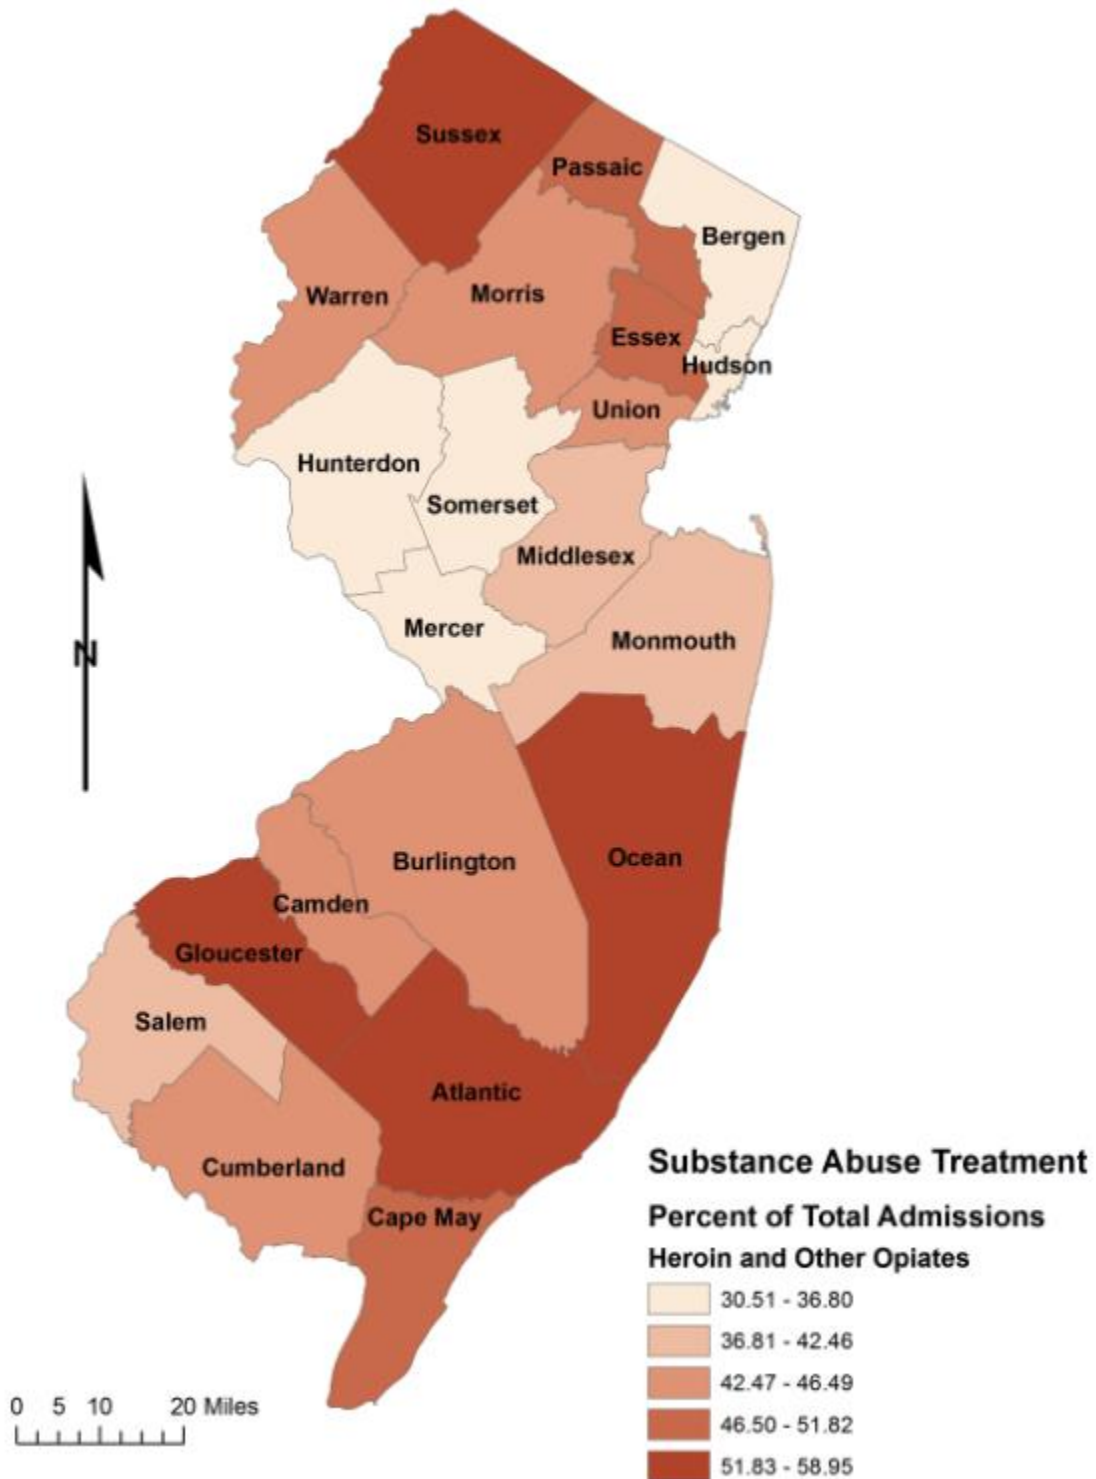 Sussex
Passaic
Bergen
Warren
Morris
Essex
Hudson
Union
Hunterdon
Somerset
Middlesex
Mercer
Monmouth
N
Burlington
Ocean
Camden
Gloucester
Salem
Atlantic
Cumberland
Cape May
Substance Abuse Treatment
Percent of Total Admissions
Heroin and Other Opiates
30.51 - 36.80
36.81 - 42.46
42.47 - 46.49
46.50 - 51.82
51.83 - 58.95
0 5 10 20 Miles